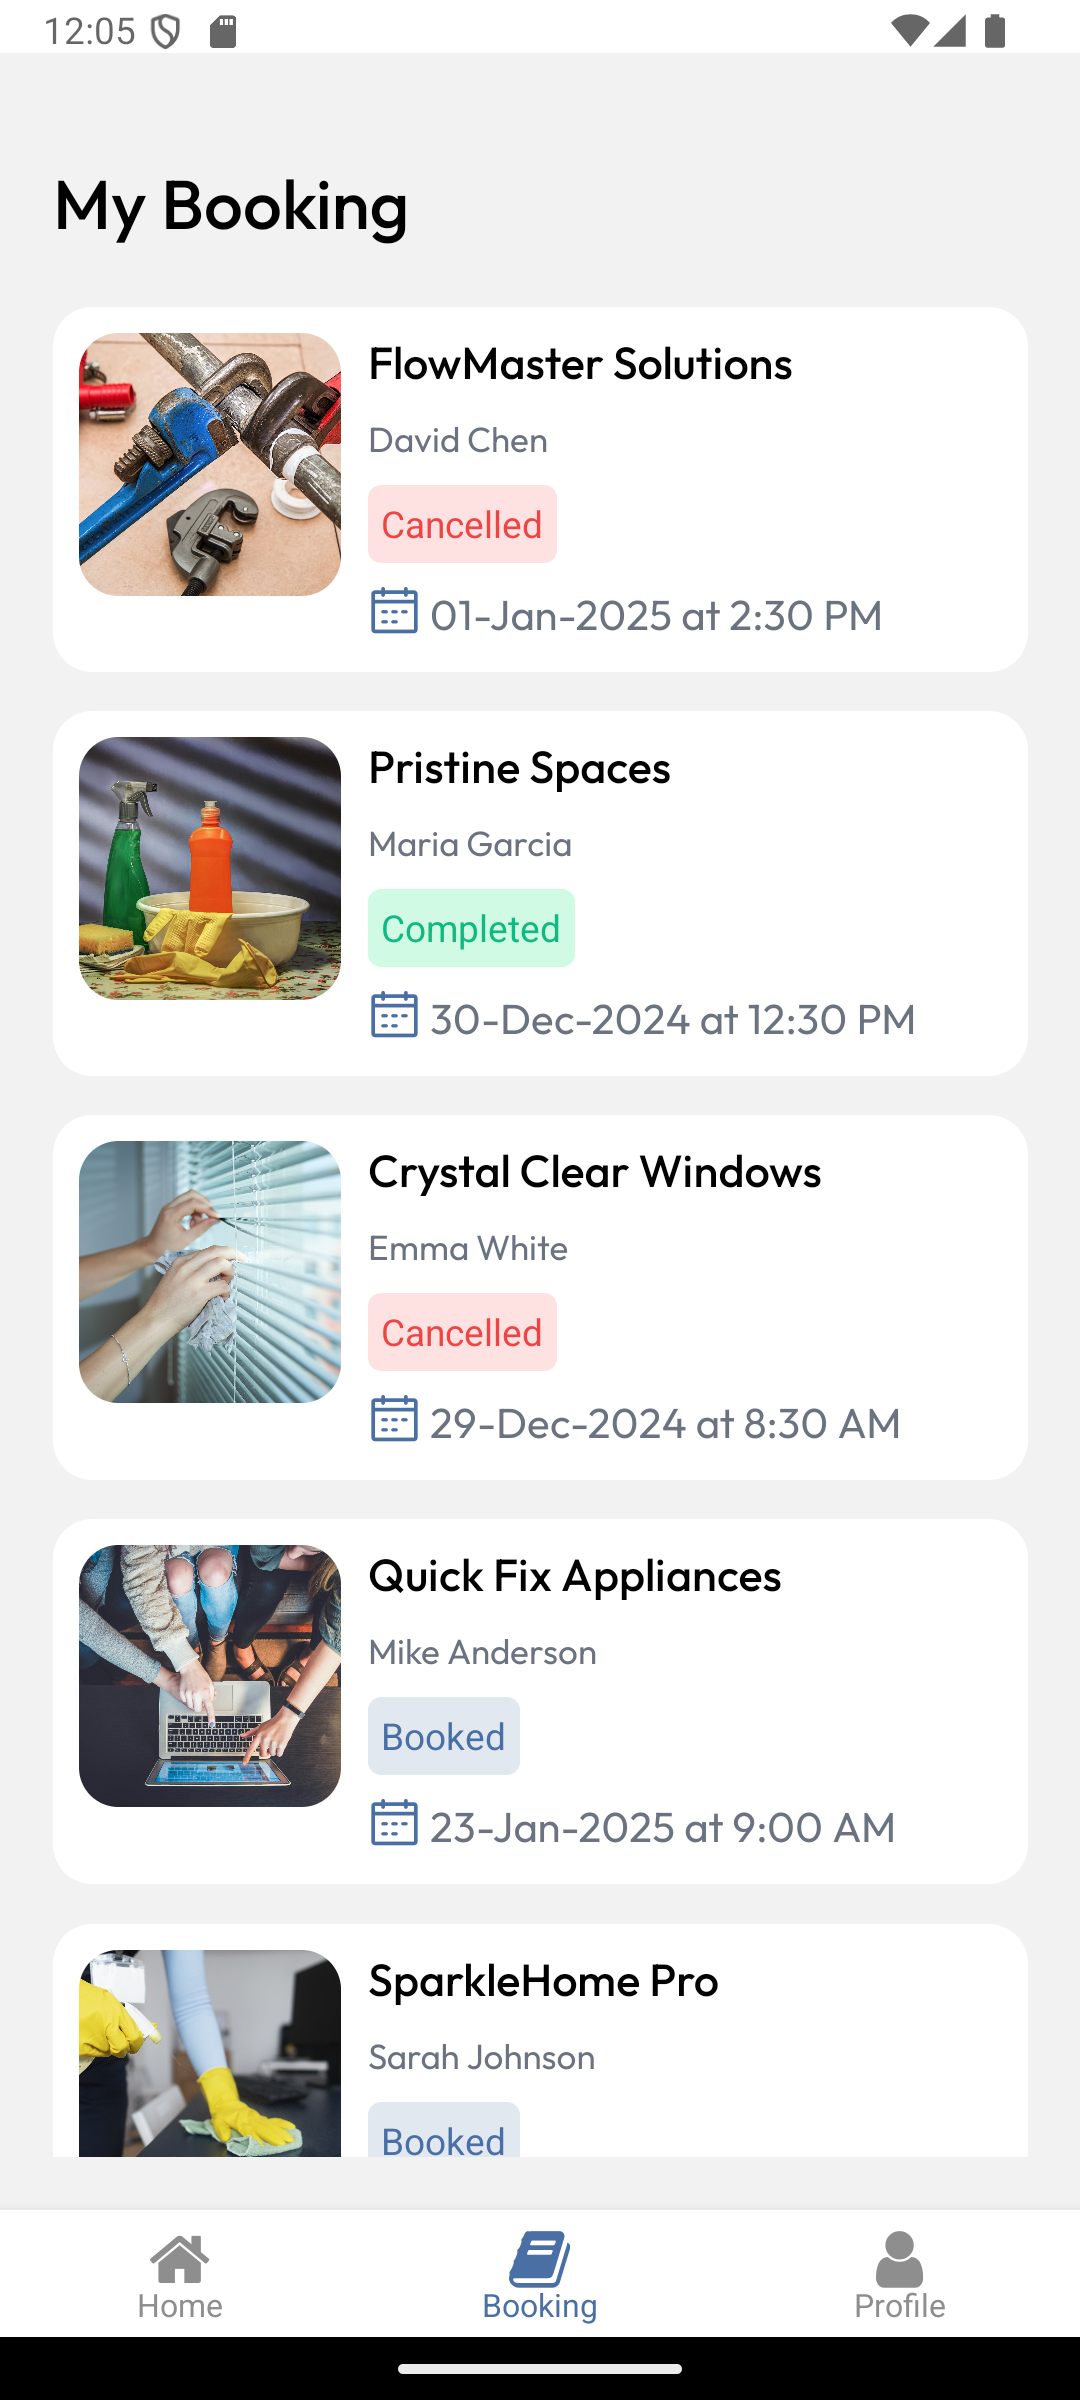 12:05
My Booking
FlowMaster Solutions
David Chen
Cancelled
01-Jan-2025 at 2:30 PM
Pristine Spaces
Maria Garcia
Completed
30-Dec-2024 at 12:30 PM
Crystal Clear Windows
Emma White
Cancelled
29-Dec-2024 at 8:30 AM
Quick Fix Appliances
Mike Anderson
Booked
23-Jan-2025 at 9:00 AM
SparkleHome Pro
Sarah Johnson
Booked
Home
Booking
Profile